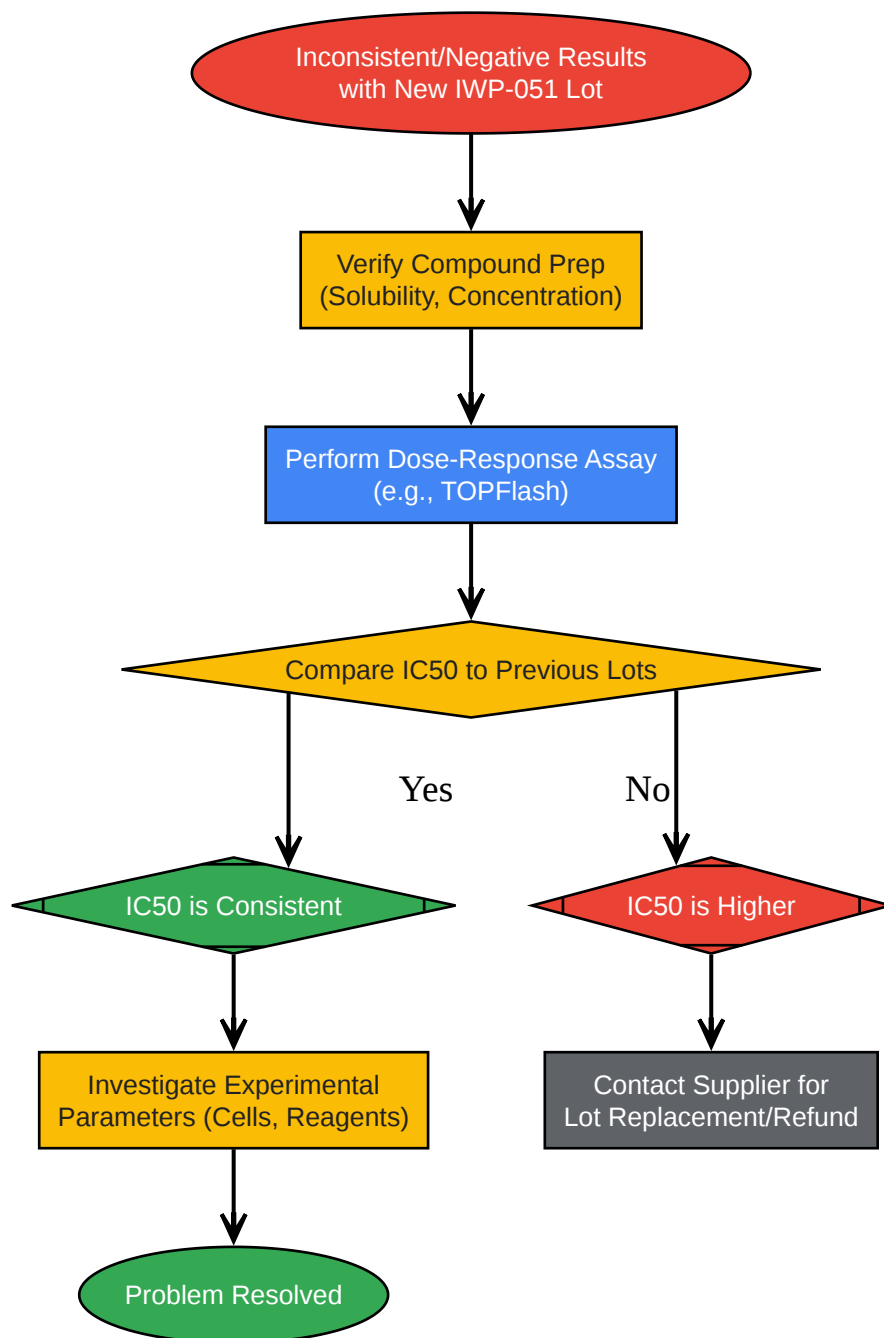 Inconsistent/Negative Results
with New IWP-051 Lot
Verify Compound Prep
(Solubility, Concentration)
Perform Dose-Response Assay
(e.g., TOPFlash)
Compare IC50 to Previous Lots
Yes
No
IC50 is Consistent
IC50 is Higher
Investigate Experimental
Parameters (Cells, Reagents)
Contact Supplier for
Lot Replacement/Refund
Problem Resolved